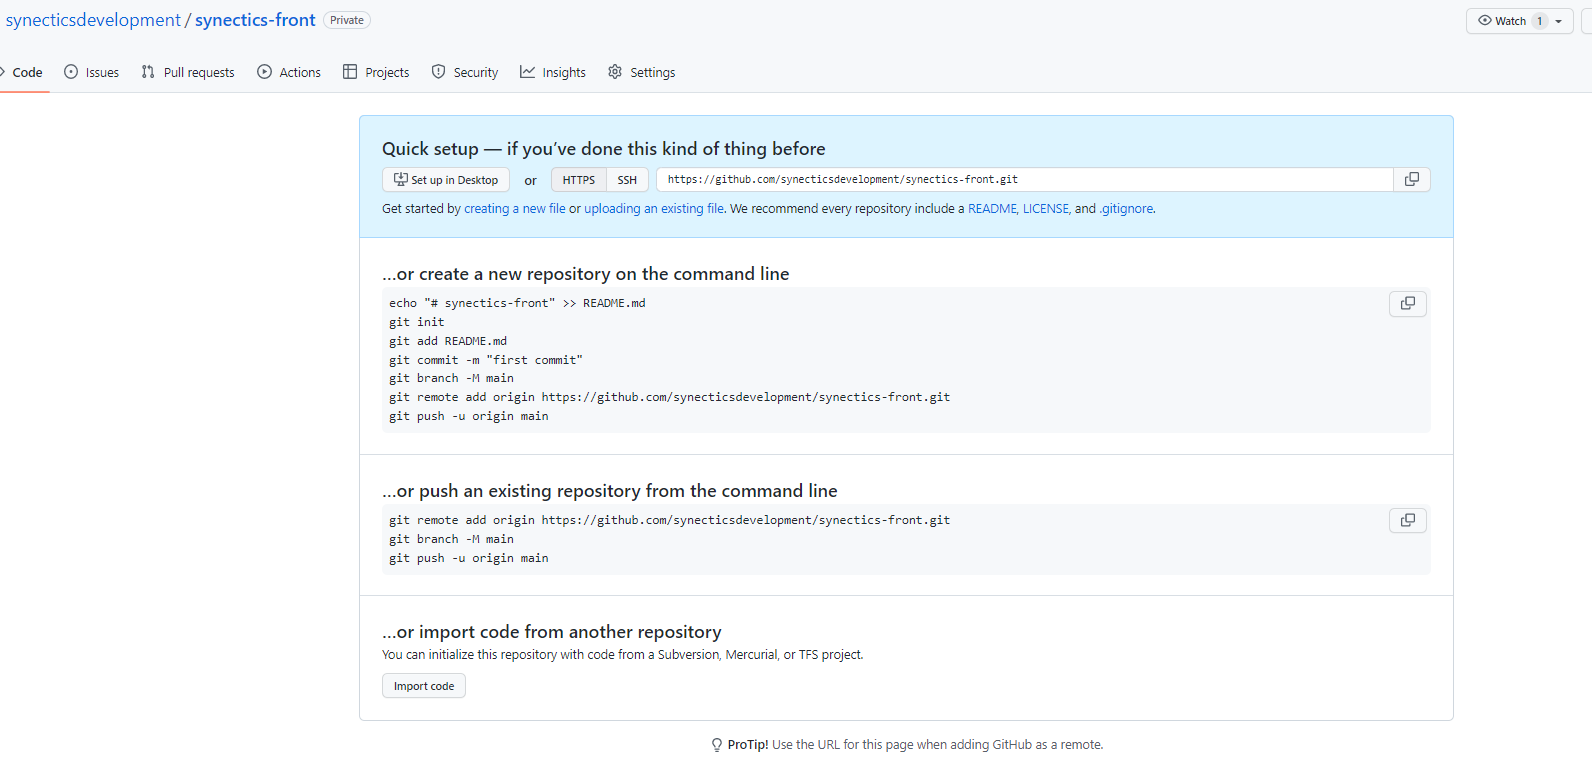 synecticsdevelopment / synectics-front Private
Watch 1
Code Issues Pull requests Actions Projects Security Insights Settings
Quick setup — if you’ve done this kind of thing before
Set up in Desktop or HTTPS SSH https://github.com/synecticsdevelopment/synectics-front.git
Get started by creating a new file or uploading an existing file. We recommend every repository include a README, LICENSE, and .gitignore.
…or create a new repository on the command line
echo "# synectics-front" >> README.md
git init
git add README.md
git commit -m "first commit"
git branch -M main
git remote add origin https://github.com/synecticsdevelopment/synectics-front.git
git push -u origin main
…or push an existing repository from the command line
git remote add origin https://github.com/synecticsdevelopment/synectics-front.git
git branch -M main
git push -u origin main
…or import code from another repository
You can initialize this repository with code from a Subversion, Mercurial, or TFS project.
Import code
ProTip! Use the URL for this page when adding GitHub as a remote.